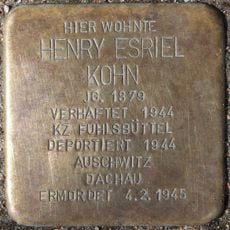 HIER WOHNTE
HENRY ESRIEL
KOHN
JG. 1879
VERHAFTET 1944
KZ FUHLSBÜTTEL
DEPORTIERT 1944
AUSCHWITZ
DACHAU
ERMORDET 4.2.1945